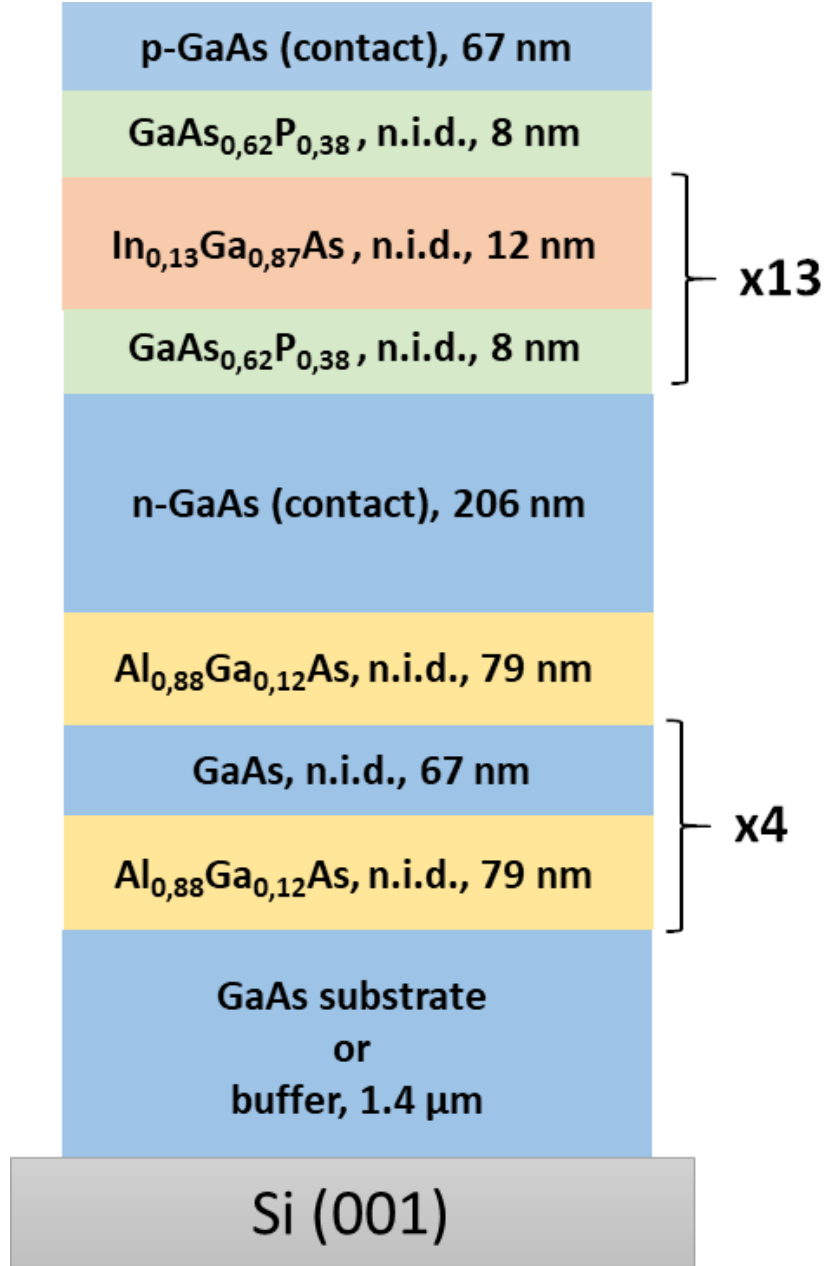 p-GaAs (contact), 67 nm
GaAs₀,₆₂P₀,₃₈ , n.i.d., 8 nm
In₀,₁₃Ga₀,₈₇As , n.i.d., 12 nm
x13
GaAs₀,₆₂P₀,₃₈ , n.i.d., 8 nm
n-GaAs (contact), 206 nm
Al₀,₈₈Ga₀,₁₂As, n.i.d., 79 nm
GaAs, n.i.d., 67 nm
x4
Al₀,₈₈Ga₀,₁₂As, n.i.d., 79 nm
GaAs substrate
or
buffer, 1.4 µm
Si (001)